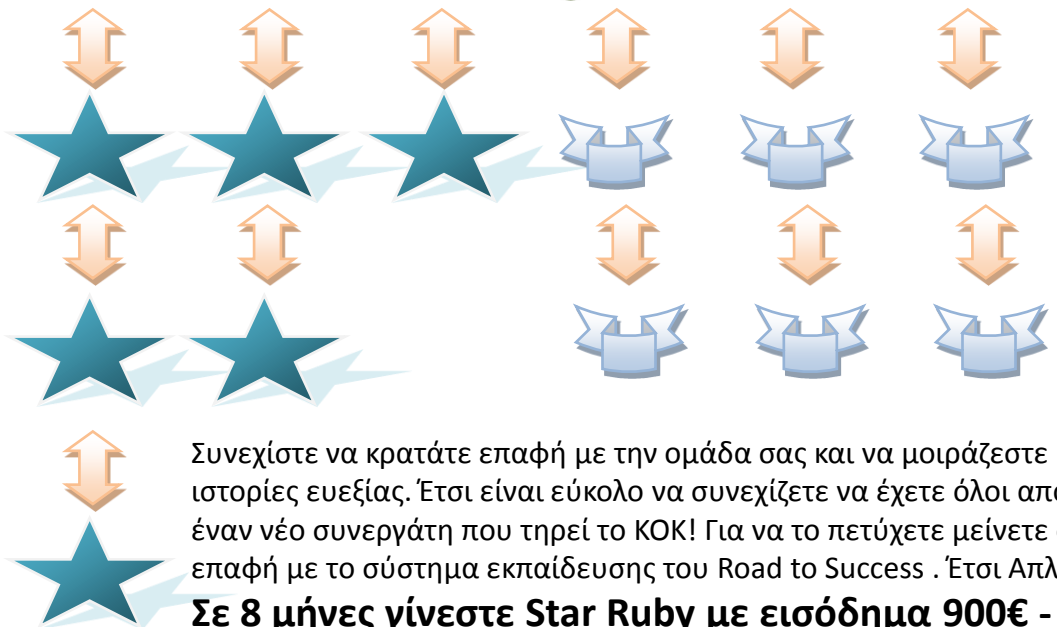 Συνεχίστε να κρατάτε επαφή με την ομάδα σας και να μοιράζεστε
ιστορίες ευεξίας. Έτσι είναι εύκολο να συνεχίζετε να έχετε όλοι
έναν νέο συνεργάτη που τηρεί το ΚΟΚ! Για να το πετύχετε μείνετε
επαφή με το σύστημα εκπαίδευσης του Road to Success . Έτσι
Σε 8 μήνες γίνεστε Star Ruby με εισόδημα 900€ -